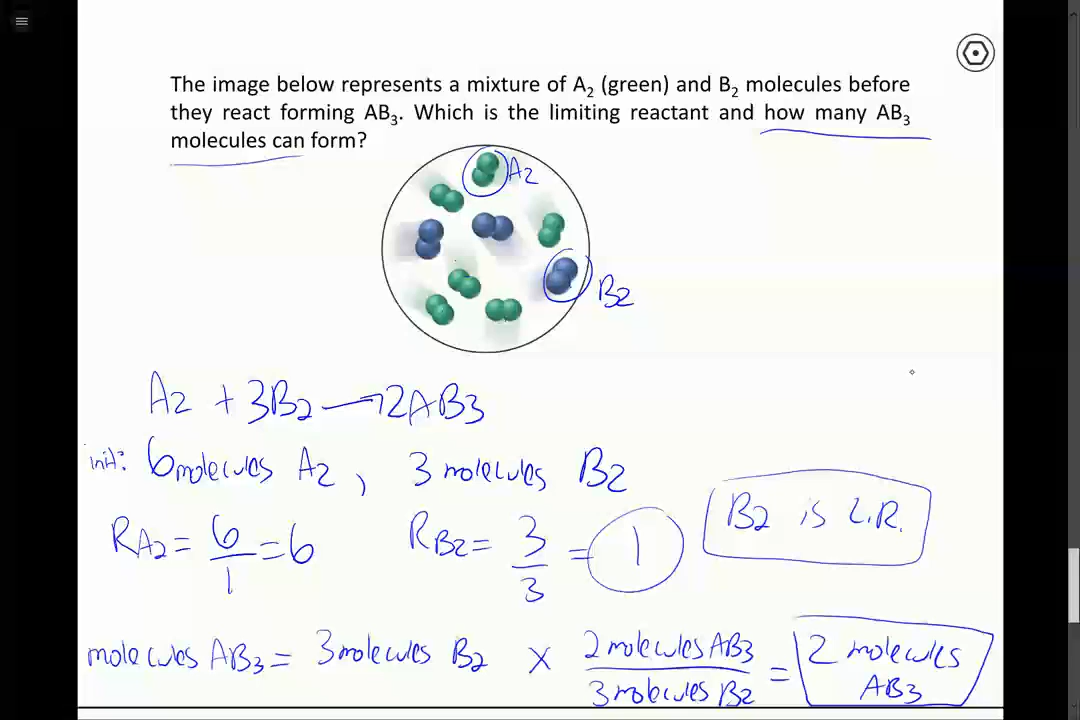 The image below represents a mixture of A₂ (green) and B₂ molecules before
they react forming AB₃. Which is the limiting reactant and how many AB₃
molecules can form?
A2
B2
A2 + 3B2 → 2AB3
init: 6 molecules A2, 3 molecules B2
RA2 = 6/1 = 6 RB2 = 3/3 = 1
B2 is L.R.
molecules AB3 = 3 molecules B2 × 2 molecules AB3 / 3 molecules B2 = 2 molecules AB3